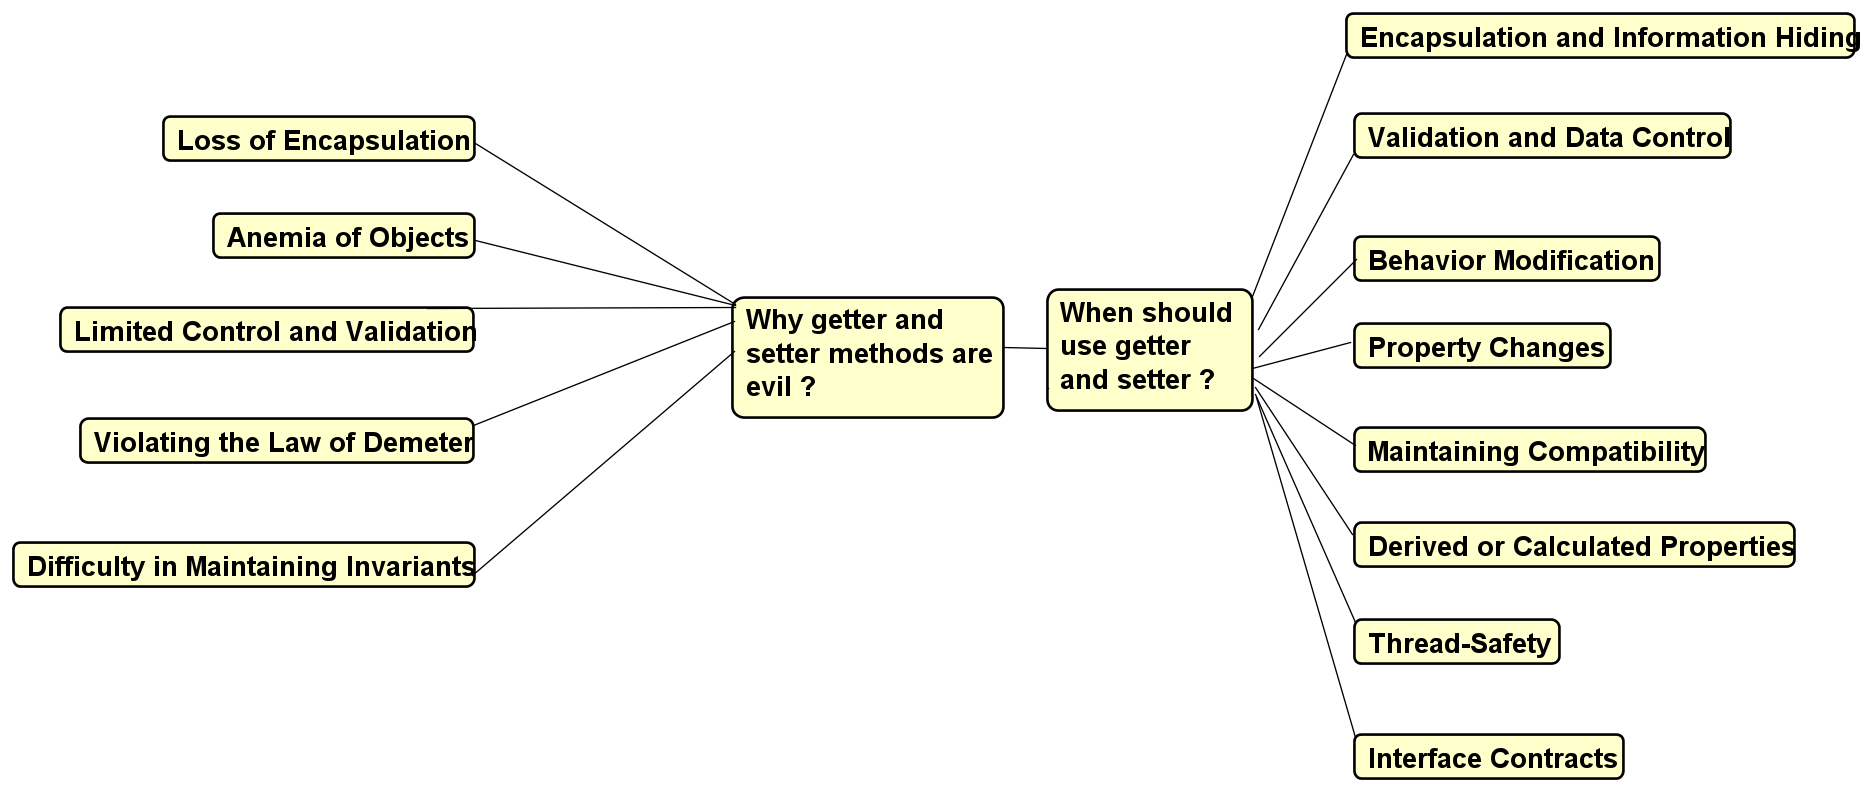 Loss of Encapsulation
Anemia of Objects
Limited Control and Validation
Violating the Law of Demeter
Difficulty in Maintaining Invariants
Why getter and
setter methods are
evil ?
When should
use getter
and setter ?
Encapsulation and Information Hiding
Validation and Data Control
Behavior Modification
Property Changes
Maintaining Compatibility
Derived or Calculated Properties
Thread-Safety
Interface Contracts